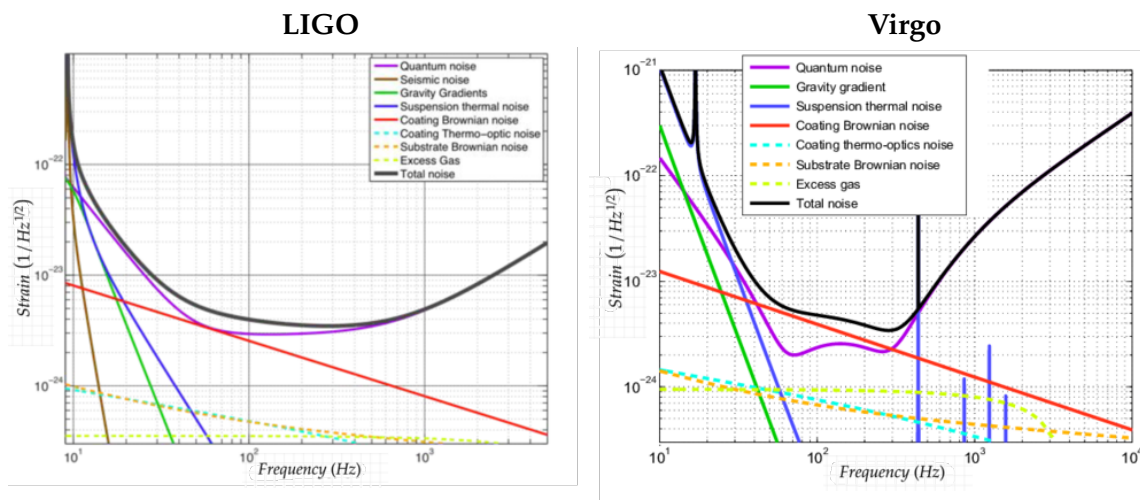 LIGO
Quantum noise
Seismic noise
Gravity Gradients
Suspension thermal noise
Coating Brownian noise
Coating Thermo-optic noise
Substrate Brownian noise
Excess Gas
Total noise
10^-22
10^-23
10^-24
Strain (1 / Hz^1/2)
10^1
10^2
10^3
Frequency (Hz)
Virgo
Quantum noise
Gravity gradient
Suspension thermal noise
Coating Brownian noise
Coating thermo-optics noise
Substrate Brownian noise
Excess gas
Total noise
10^-21
10^-22
10^-23
10^-24
Strain (1 / Hz^1/2)
10^1
10^2
10^3
Frequency (Hz)